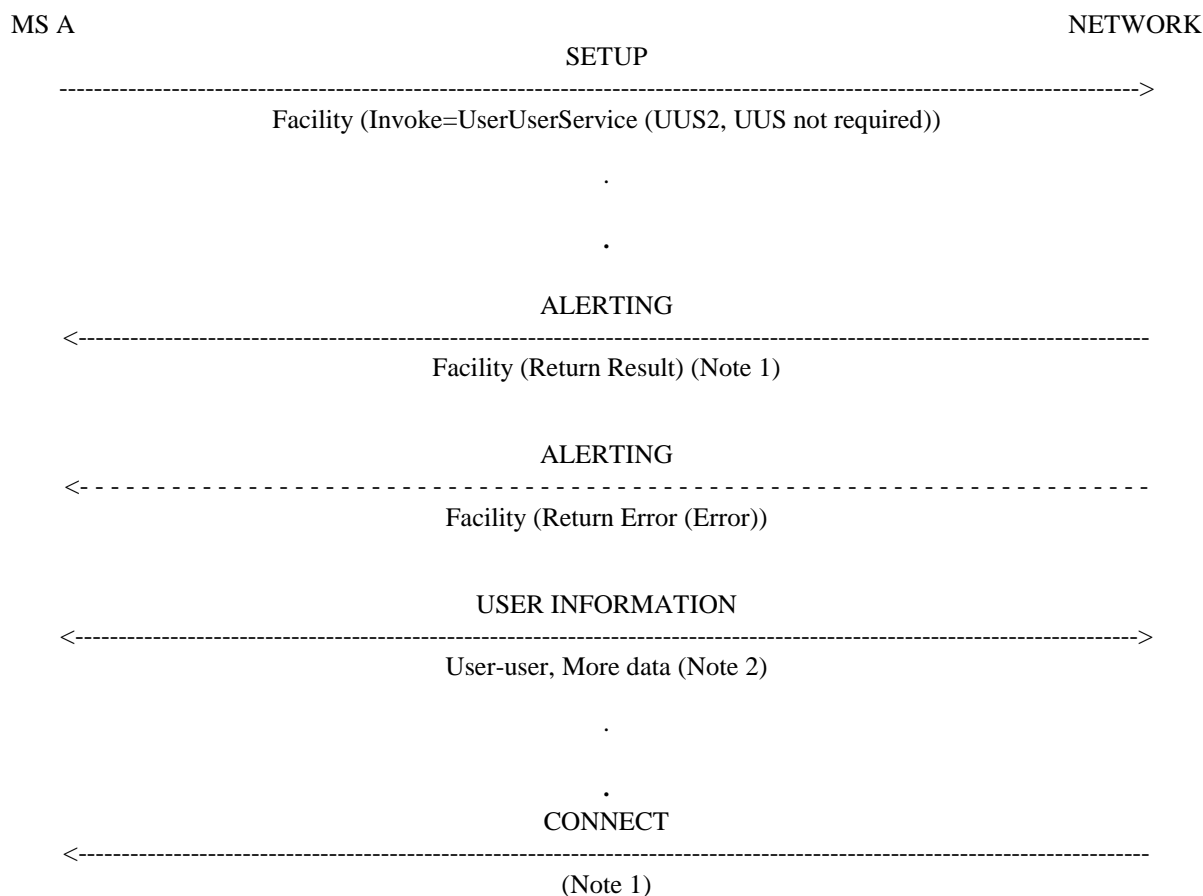 MS A NETWORK
SETUP
------------------------------------------------------------------------------------------------------------------------------>
Facility (Invoke=UserUserService (UUS2, UUS not required))
.
.
ALERTING
<-----------------------------------------------------------------------------------------------------------------------------
Facility (Return Result) (Note 1)
ALERTING
<- - - - - - - - - - - - - - - - - - - - - - - - - - - - - - - - - - - - - - - - - - - - - - - - - - - - - - - - - - - - - - - - - - - - - -
Facility (Return Error (Error))
USER INFORMATION
<---------------------------------------------------------------------------------------------------------------------------->
User-user, More data (Note 2)
.
.
CONNECT
<-----------------------------------------------------------------------------------------------------------------------------
(Note 1)